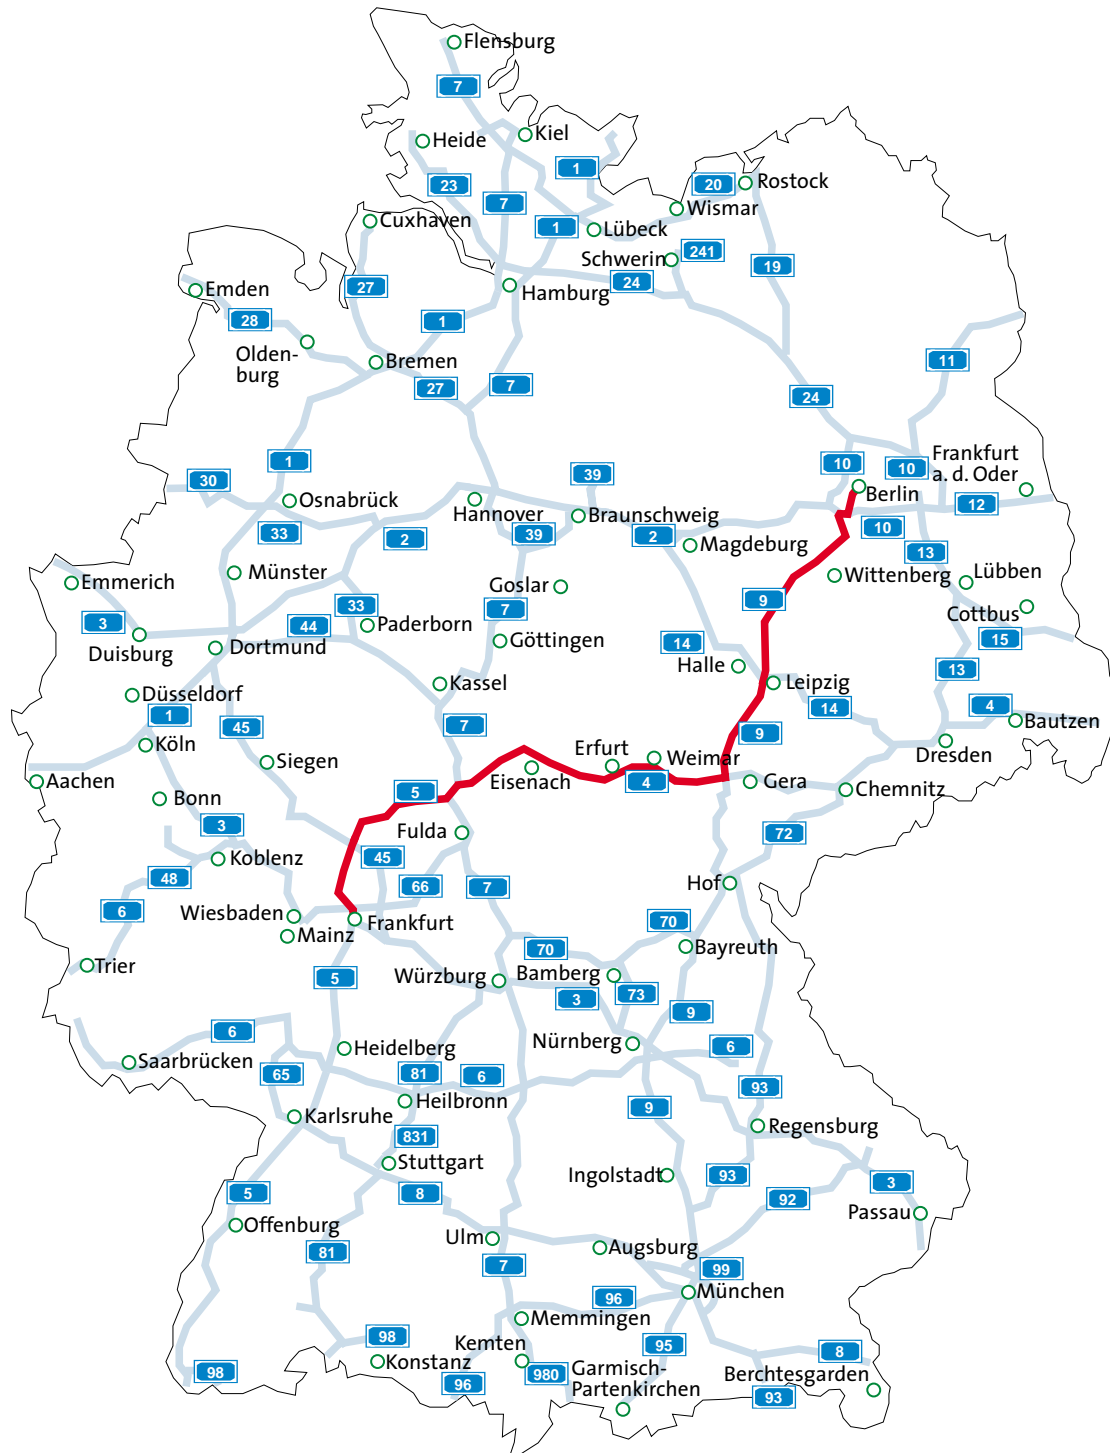 Flensburg
7
Kiel
Heide
1
23
20
Rostock
7
Wismar
Cuxhaven
1
Lübeck
241
Schwerin
19
24
27
Emden
Hamburg
28
1
Olden-
burg
Bremen
11
27
7
24
Frankfurt
a. d. Oder
1
10
10
39
30
Berlin
Osnabrück
12
Hannover
Braunschweig
10
33
39
2
2
Magdeburg
13
Münster
Wittenberg
Lübben
Emmerich
Goslar
9
33
7
Cottbus
3
44
Paderborn
15
Duisburg
Dortmund
Göttingen
14
Halle
13
Kassel
Leipzig
Düsseldorf
4
1
14
Bautzen
45
7
9
Köln
Erfurt
Weimar
Dresden
Siegen
Aachen
Eisenach
4
Gera
5
Chemnitz
Bonn
3
Fulda
72
45
Koblenz
48
66
7
Hof
6
Wiesbaden
Frankfurt
70
Mainz
70
Bayreuth
Trier
5
Würzburg
Bamberg
73
3
9
6
Nürnberg
6
Heidelberg
Saarbrücken
65
81
6
93
Heilbronn
9
Karlsruhe
Regensburg
831
Stuttgart
Ingolstadt
93
3
5
8
92
Passau
Offenburg
Ulm
81
Augsburg
7
99
München
96
Memmingen
98
95
Kemten
8
Konstanz
Garmisch-
Partenkirchen
98
980
Berchtesgarden
96
93